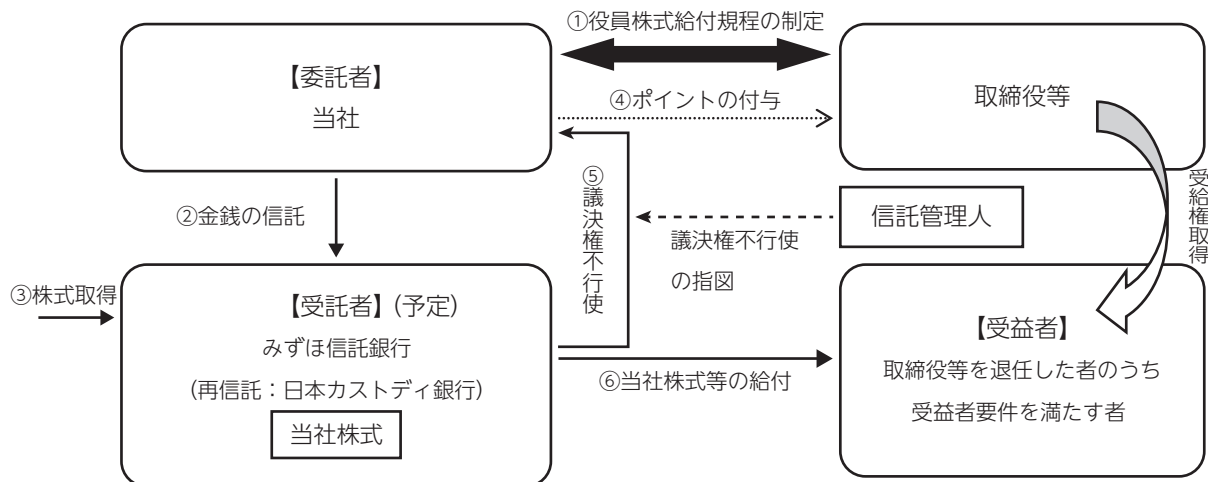 ①役員株式給付規程の制定
【委託者】
当社
④ポイントの付与
取締役等
②金銭の信託
⑤議決権不行使
議決権不行使
の指図
信託管理人
受給権取得
③株式取得
【受託者】(予定)
みずほ信託銀行
(再信託：日本カストディ銀行)
当社株式
⑥当社株式等の給付
【受益者】
取締役等を退任した者のうち
受益者要件を満たす者